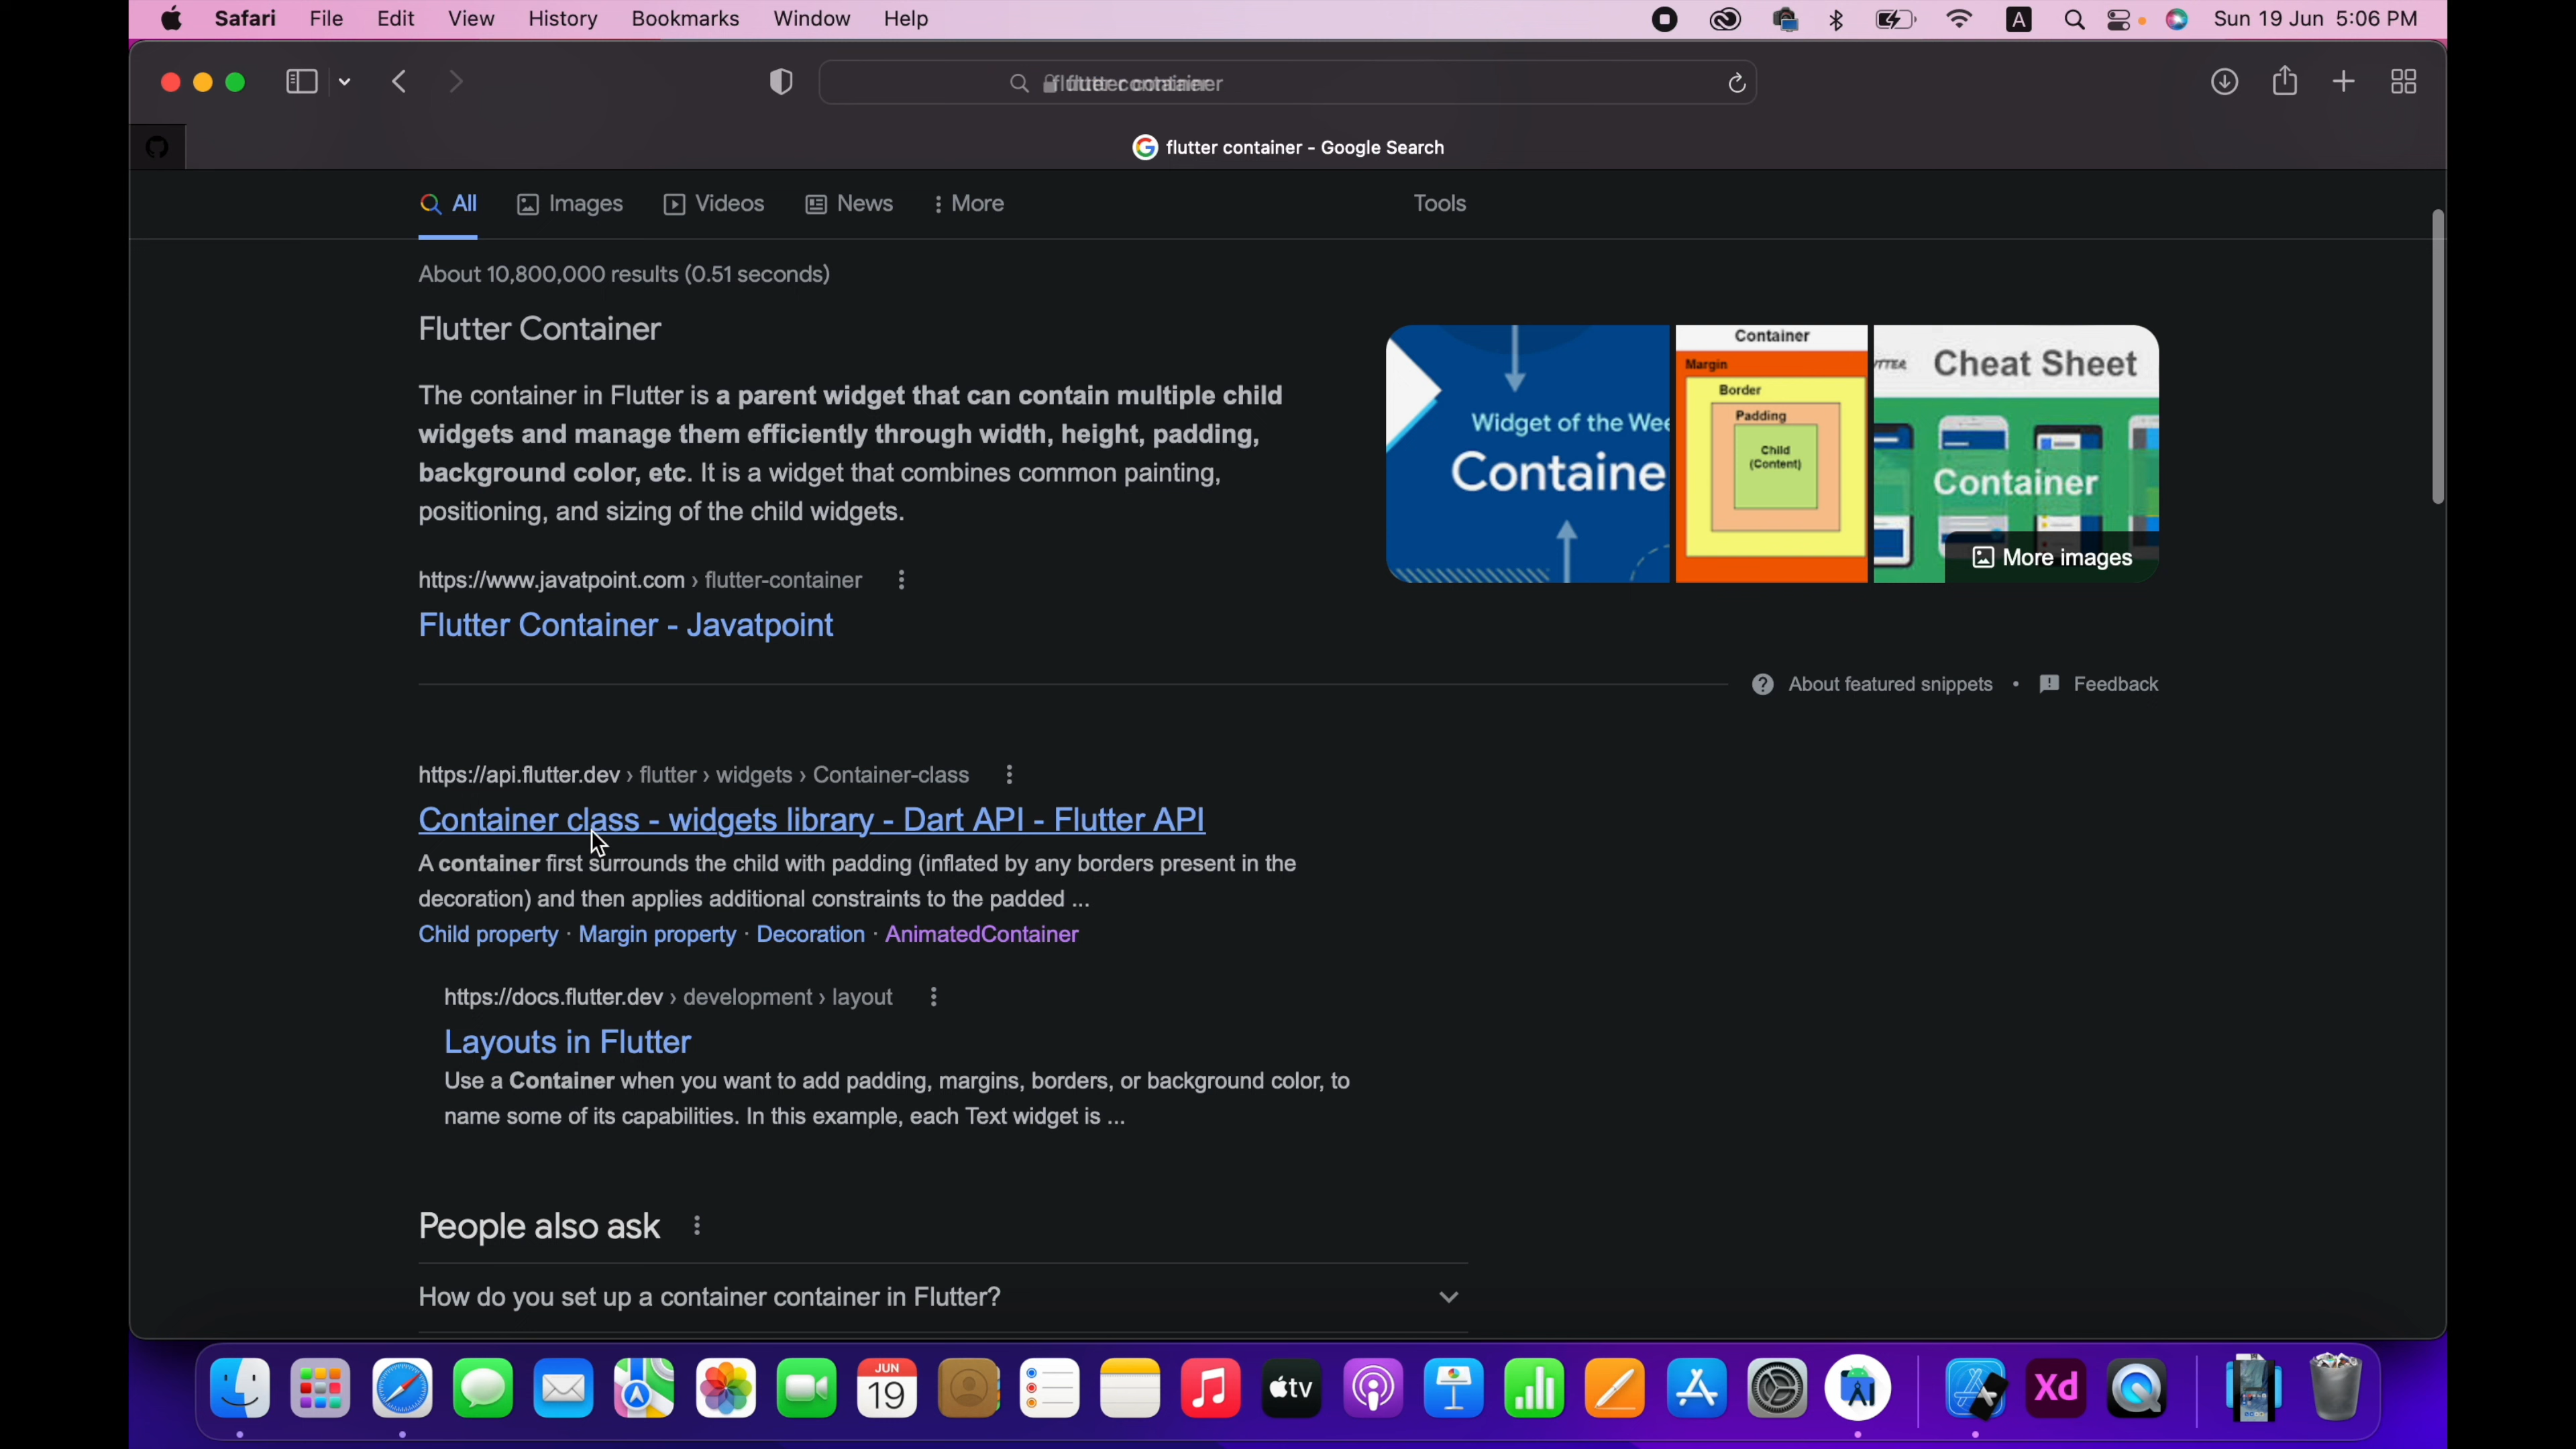 Safari File Edit View History Bookmarks Window Help A Sun 19 Jun 5:06 PM
flutter container
flutter container - Google Search
All Images Videos News More Tools
About 10,800,000 results (0.51 seconds)
Flutter Container
The container in Flutter is a parent widget that can contain multiple child
widgets and manage them efficiently through width, height, padding,
background color, etc. It is a widget that combines common painting,
positioning, and sizing of the child widgets.
Widget of the Wee
Containe
Container
Margin
Border
Padding
Child
(Content)
Cheat Sheet
Container
More images
https://www.javatpoint.com › flutter-container
Flutter Container - Javatpoint
About featured snippets • Feedback
https://api.flutter.dev › flutter › widgets › Container-class
Container class - widgets library - Dart API - Flutter API
A container first surrounds the child with padding (inflated by any borders present in the
decoration) and then applies additional constraints to the padded ...
Child property · Margin property · Decoration · AnimatedContainer
https://docs.flutter.dev › development › layout
Layouts in Flutter
Use a Container when you want to add padding, margins, borders, or background color, to
name some of its capabilities. In this example, each Text widget is ...
People also ask
How do you set up a container container in Flutter?
JUN
19
tv
Xd